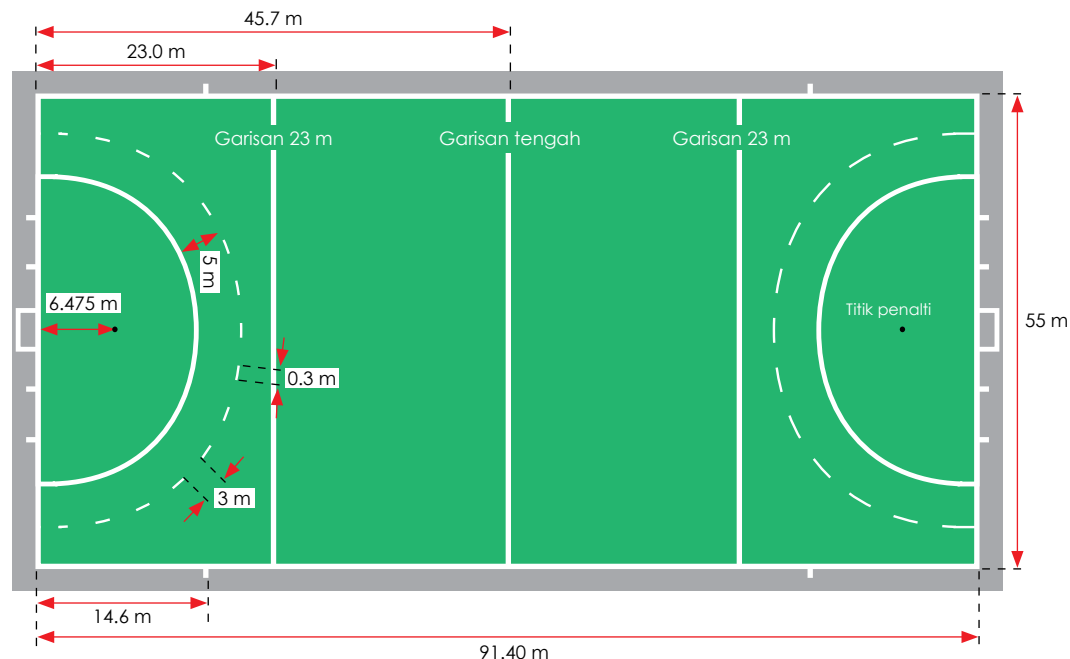 45.7 m
23.0 m
Garisan 23 m
Garisan tengah
Garisan 23 m
5 m
6.475 m
Titik penalti
55 m
0.3 m
3 m
14.6 m
91.40 m